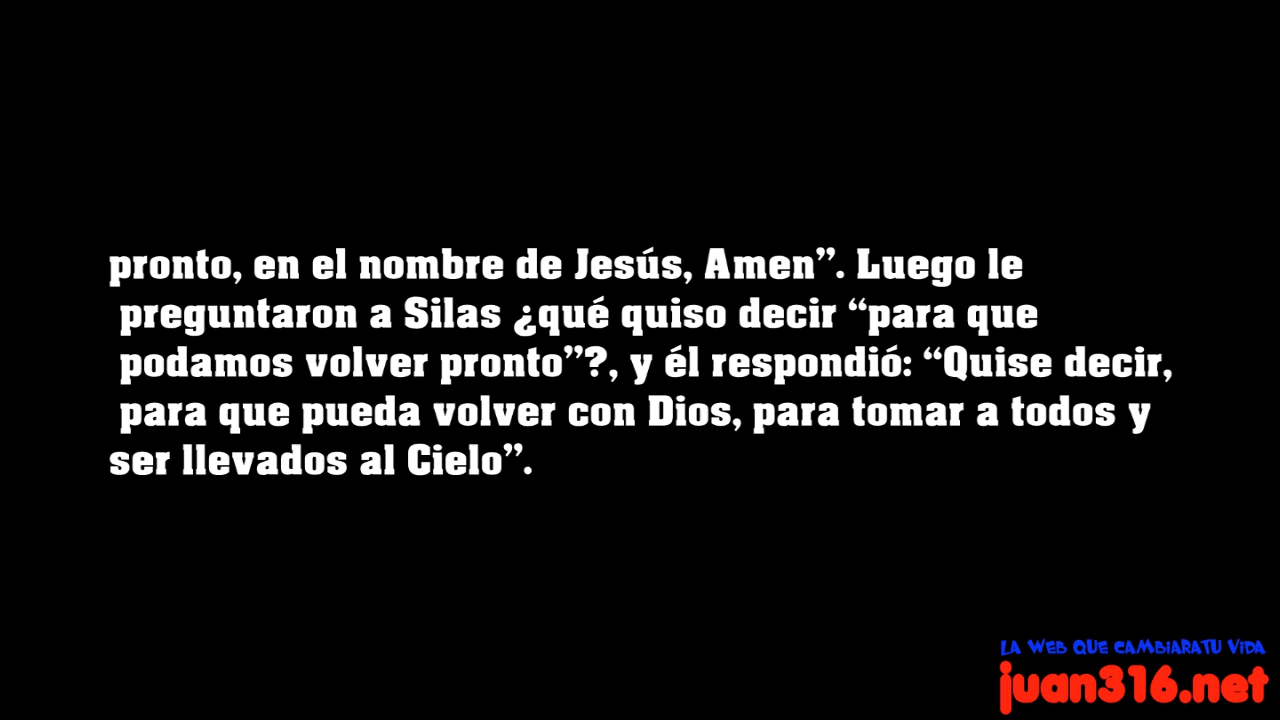 pronto, en el nombre de Jesús, Amen”. Luego le
preguntaron a Silas ¿qué quiso decir “para que
podamos volver pronto”?, y él respondió: “Quise decir,
para que pueda volver con Dios, para tomar a todos y
ser llevados al Cielo”.
LA WEB QUE CAMBIARATU VIDA
juan316.net